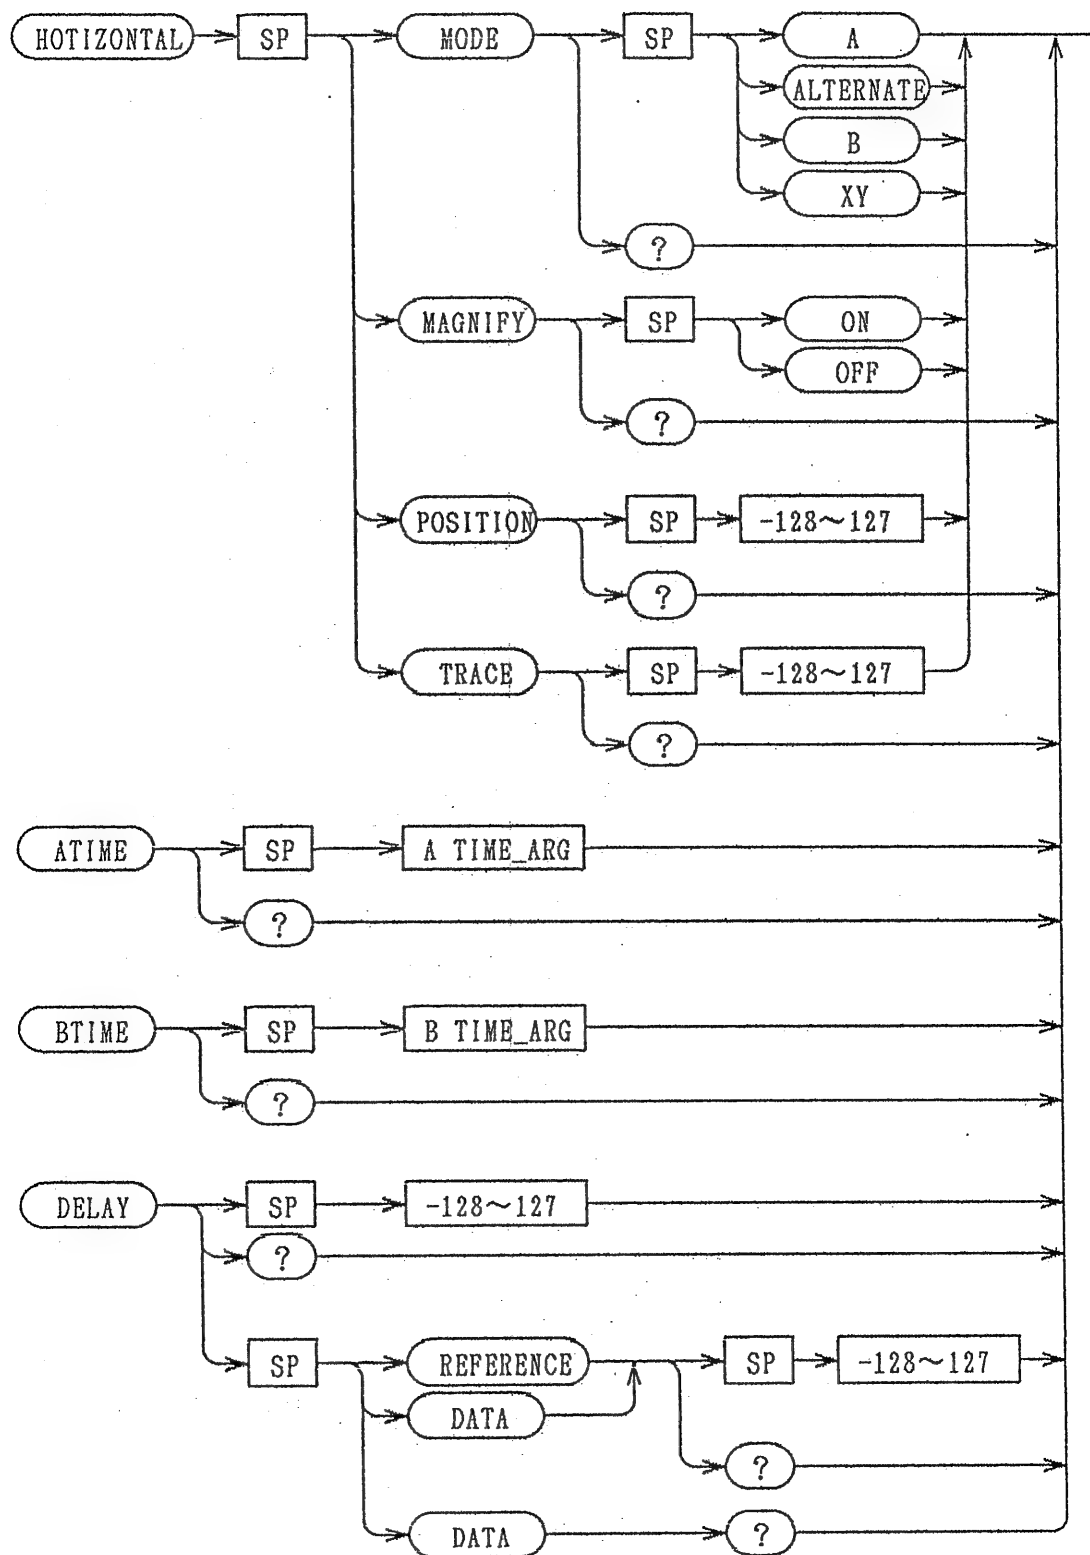 HOTIZONTAL SP MODE SP A
ALTERNATE
B
XY
?
MAGNIFY SP ON
OFF
?
POSITION SP -128～127
?
TRACE SP -128～127
?
ATIME SP A TIME_ARG
?
BTIME SP B TIME_ARG
?
DELAY SP -128～127
?
SP REFERENCE SP -128～127
DATA
?
DATA ?